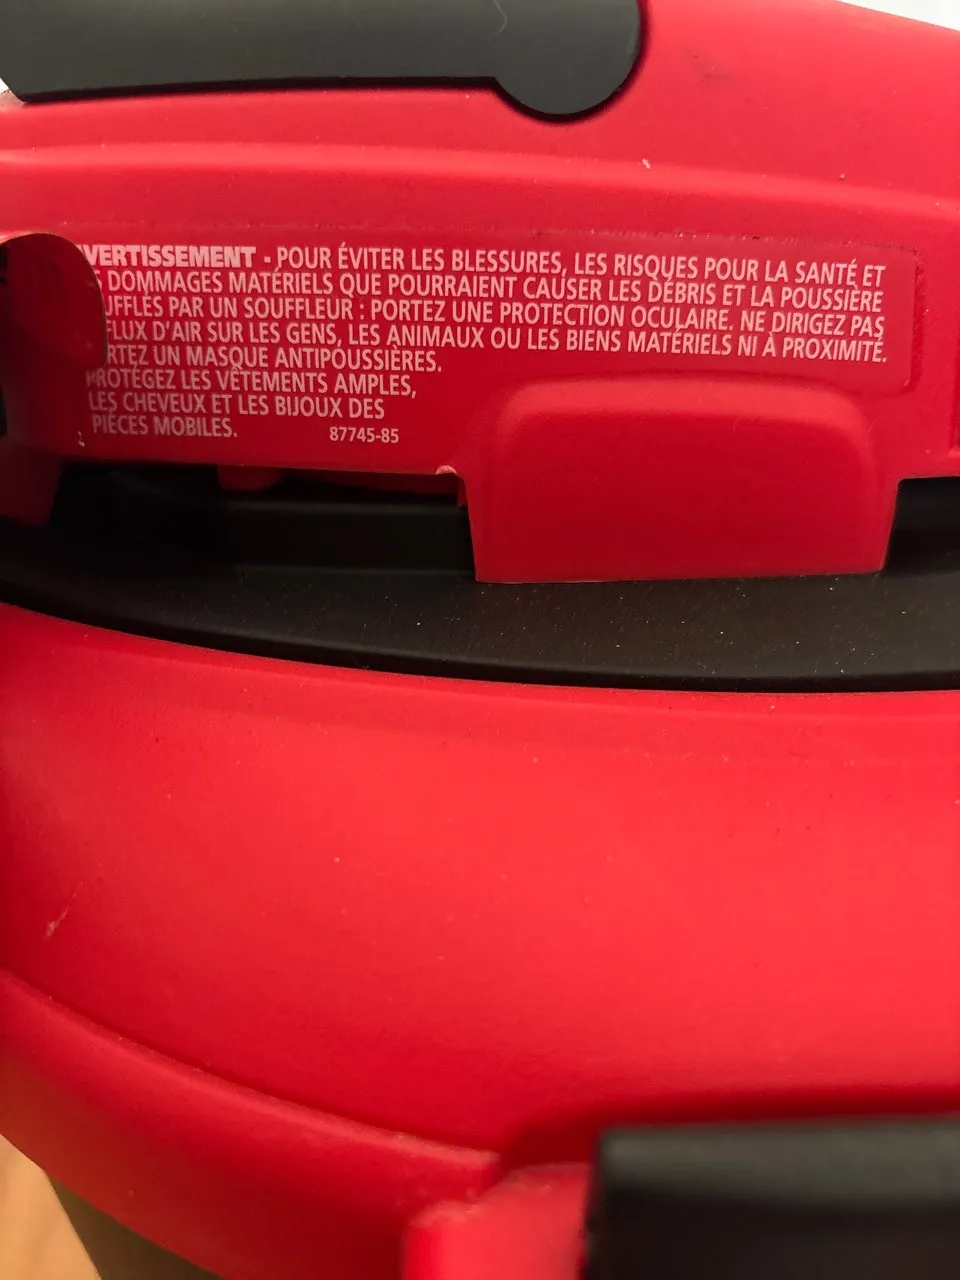 VERTISSEMENT - POUR ÉVITER LES BLESSURES, LES RISQUES POUR LA SANTÉ ET
S DOMMAGES MATÉRIELS QUE POURRAIENT CAUSER LES DÉBRIS ET LA POUSSIÈRE
UFFLÉS PAR UN SOUFFLEUR : PORTEZ UNE PROTECTION OCULAIRE. NE DIRIGEZ PAS
FLUX D'AIR SUR LES GENS, LES ANIMAUX OU LES BIENS MATÉRIELS NI À PROXIMITÉ.
RTEZ UN MASQUE ANTIPOUSSIÈRES.
PROTÉGEZ LES VÊTEMENTS AMPLES,
LES CHEVEUX ET LES BIJOUX DES
PIÈCES MOBILES. 87745-85